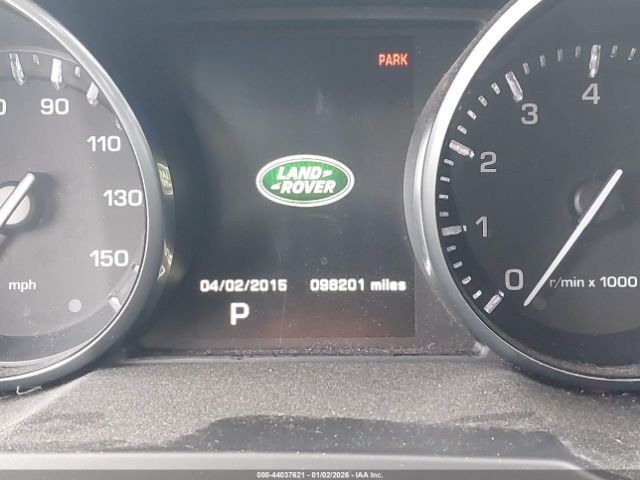 PARK
90
110
130
150
mph
LAND
ROVER
04/02/2015 098201 miles
P
4
3
2
1
0
r/min x 1000
000-44037621 | 01/02/2026 - © IAA Inc.